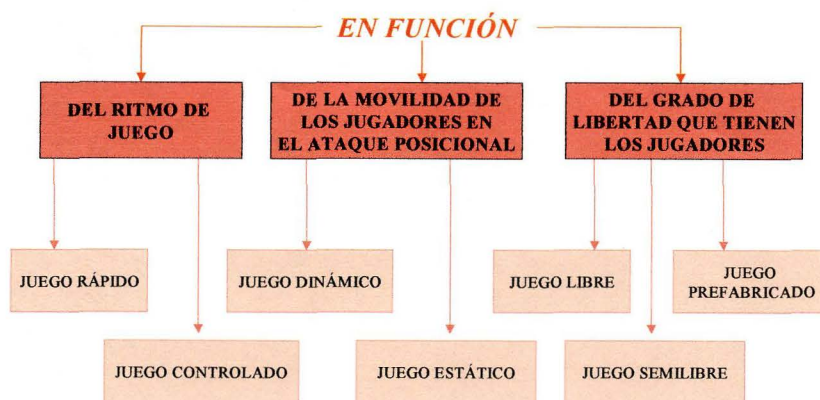 EN FUNCIÓN
DEL RITMO DE
JUEGO
DE LA MOVILIDAD DE
LOS JUGADORES EN
EL ATAQUE POSICIONAL
DEL GRADO DE
LIBERTAD QUE TIENEN
LOS JUGADORES
JUEGO RÁPIDO
JUEGO DINÁMICO
JUEGO LIBRE
JUEGO
PREFABRICADO
JUEGO CONTROLADO
JUEGO ESTÁTICO
JUEGO SEMILIBRE